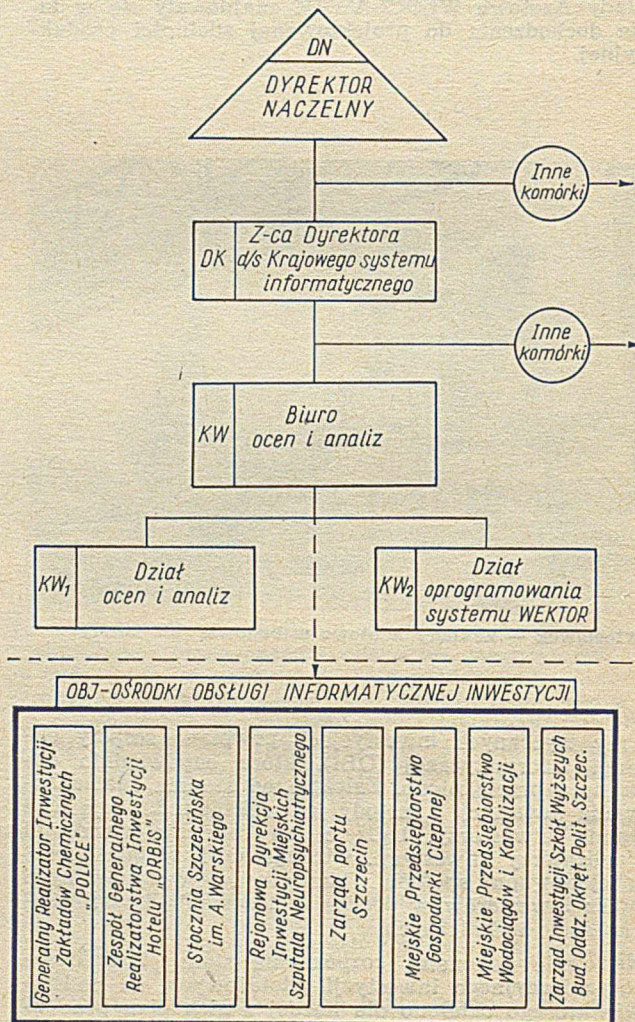 DN
DYREKTOR
NACZELNY
Inne
komórki
DK
Z-ca Dyrektora
d/s Krajowego systemu
informatycznego
Inne
komórki
KW
Biuro
ocen i analiz
KW₁
Dział
ocen i analiz
KW₂
Dział
oprogramowania
systemu WEKTOR
OBJ-OŚRODKI OBSŁUGI INFORMATYCZNEJ INWESTYCJI
Generalny Realizator Inwestycji
Zakładów Chemicznych
„POLICE”
Zespół Generalnego
Realizatorstwa Inwestycji
Hotelu „ORBIS”
Stocznia Szczecińska
im. A.Warskiego
Rejonowa Dyrekcja
Inwestycji Miejskich
Szpitala Neuropsychiatrycznego
Zarząd portu
Szczecin
Miejskie Przedsiębiorstwo
Gospodarki Cieplnej
Miejskie Przedsiębiorstwo
Wodociągów i Kanalizacji
Zarząd Inwestycji Szkół Wyższych
Bud. Oddz. Okręt. Polit. Szczec.